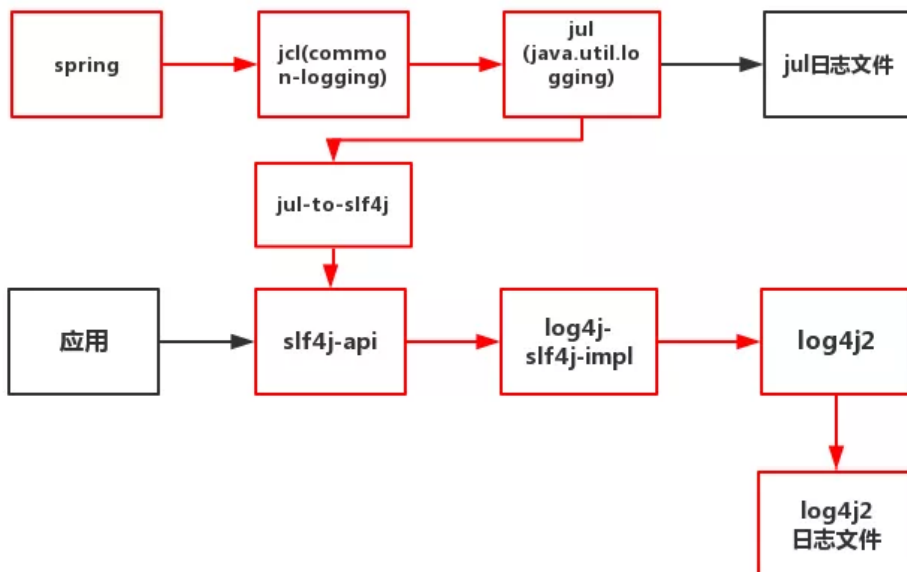 spring
jcl(commo
n-logging)
jul
(java.util.lo
gging)
jul日志文件
jul-to-slf4j
应用
slf4j-api
log4j-
slf4j-impl
log4j2
log4j2
日志文件